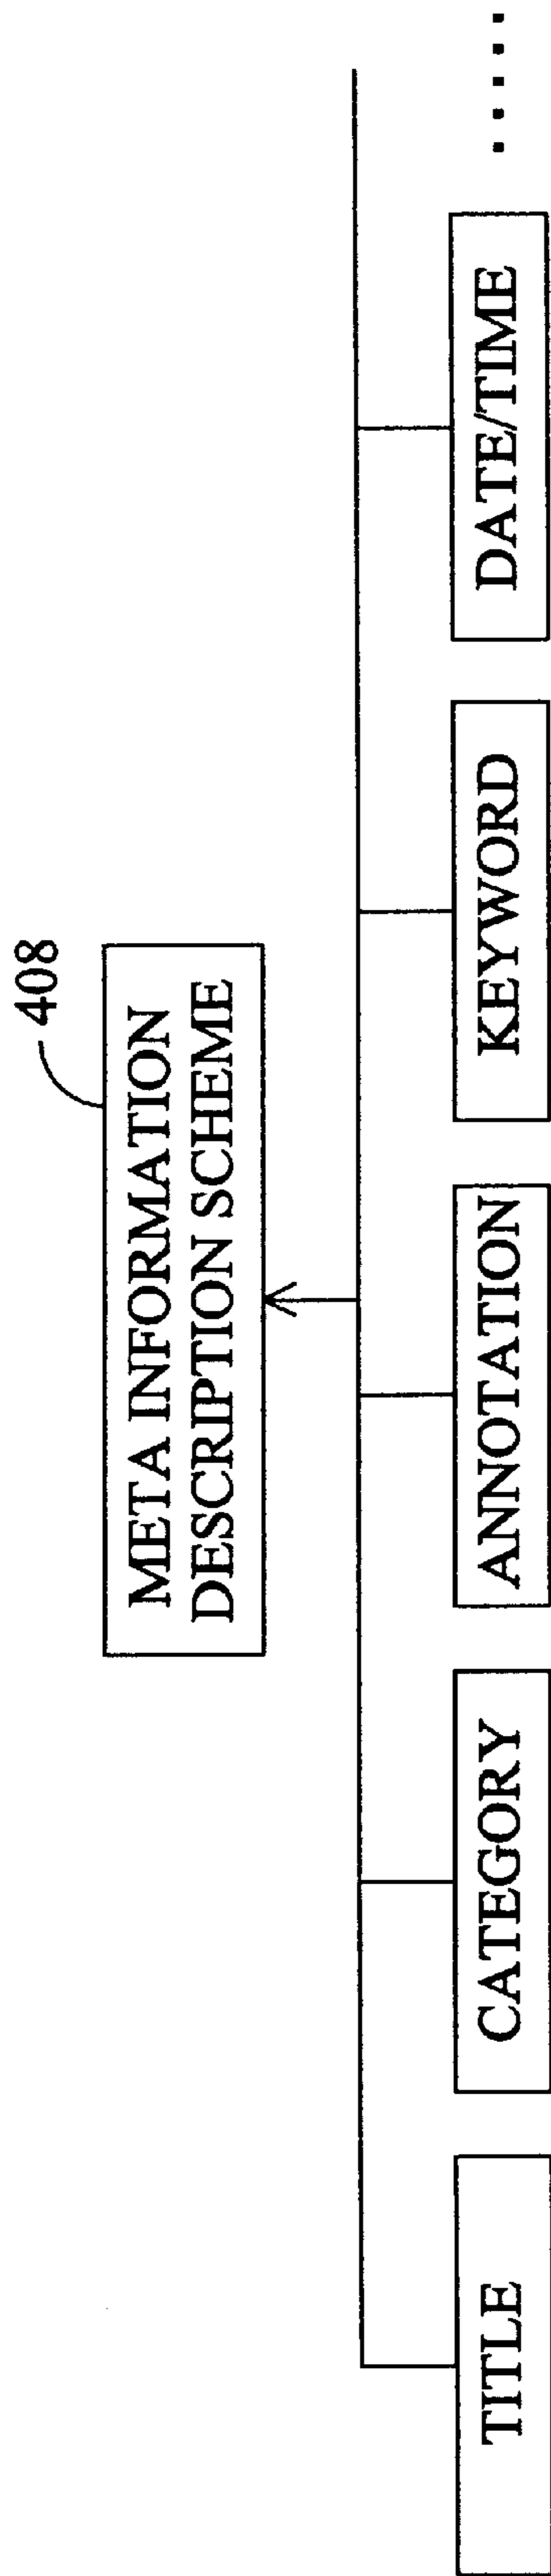 408
META INFORMATION
DESCRIPTION SCHEME
TITLE
CATEGORY
ANNOTATION
KEYWORD
DATE/TIME
.....